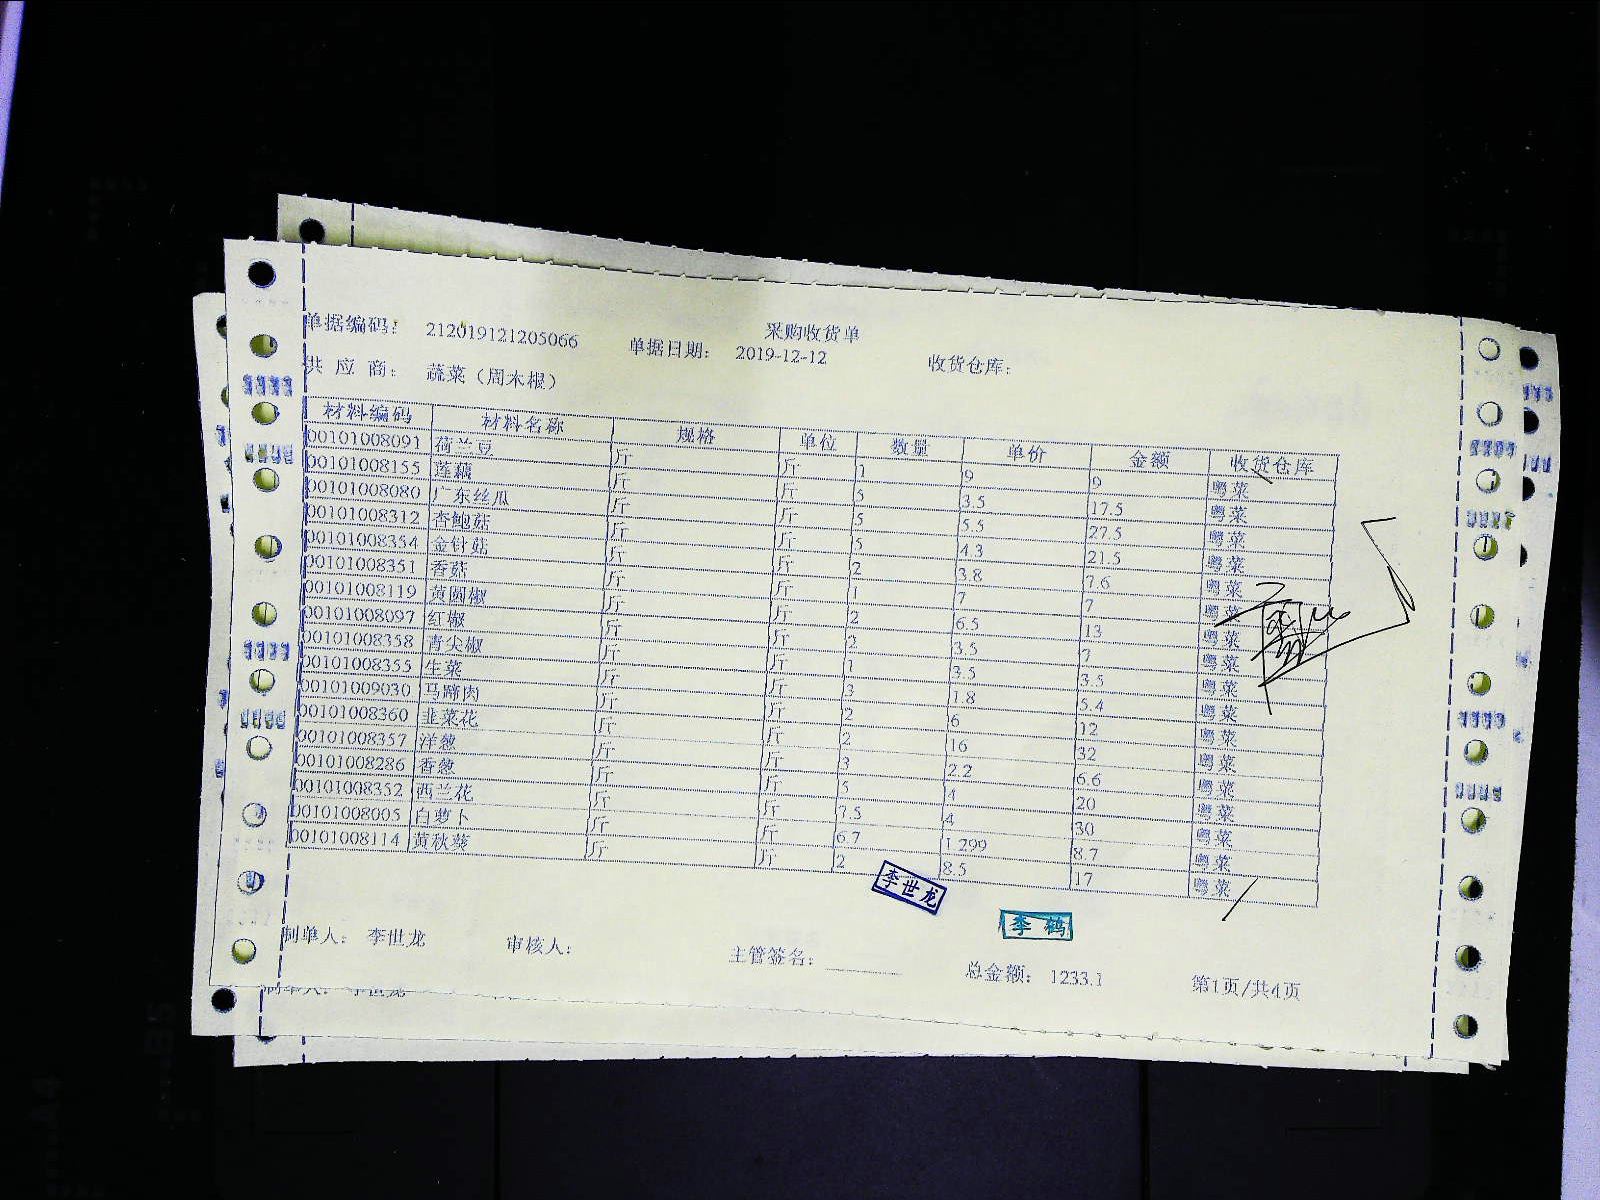 采购收货单
单据编码： 212019121205066 单据日期： 2019-12-12 收货仓库：
供应商： 蔬菜（周木根）
材料编码 材料名称 规格 单位 数量 单价 金额 收货仓库
00101008091 荷兰豆 斤 斤 1 9 9 粤菜
00101008155 莲藕 斤 斤 5 3.5 17.5 粤菜
00101008080 广东丝瓜 斤 斤 5 5.5 27.5 粤菜
00101008312 杏鲍菇 斤 斤 5 4.3 21.5 粤菜
00101008354 金针菇 斤 斤 2 3.8 7.6 粤菜
00101008351 香菇 斤 斤 1 7 7 粤菜
00101008119 黄圆椒 斤 斤 2 6.5 13 粤菜
00101008097 红椒 斤 斤 2 3.5 7 粤菜
00101008358 青尖椒 斤 斤 1 3.5 3.5 粤菜
00101008355 生菜 斤 斤 3 1.8 5.4 粤菜
00101009030 马蹄肉 斤 斤 2 6 12 粤菜
00101008360 韭菜花 斤 斤 2 16 32 粤菜
00101008357 洋葱 斤 斤 3 2.2 6.6 粤菜
00101008286 香葱 斤 斤 5 4 20 粤菜
00101008352 西兰花 斤 斤 7.5 4 30 粤菜
00101008005 白萝卜 斤 斤 6.7 1.299 8.7 粤菜
00101008114 黄秋葵 斤 斤 2 8.5 17 粤菜
李世龙
李鹤
制单人： 李世龙 审核人： 主管签名： 总金额： 1233.1 第1页/共4页
制单人： 李世龙